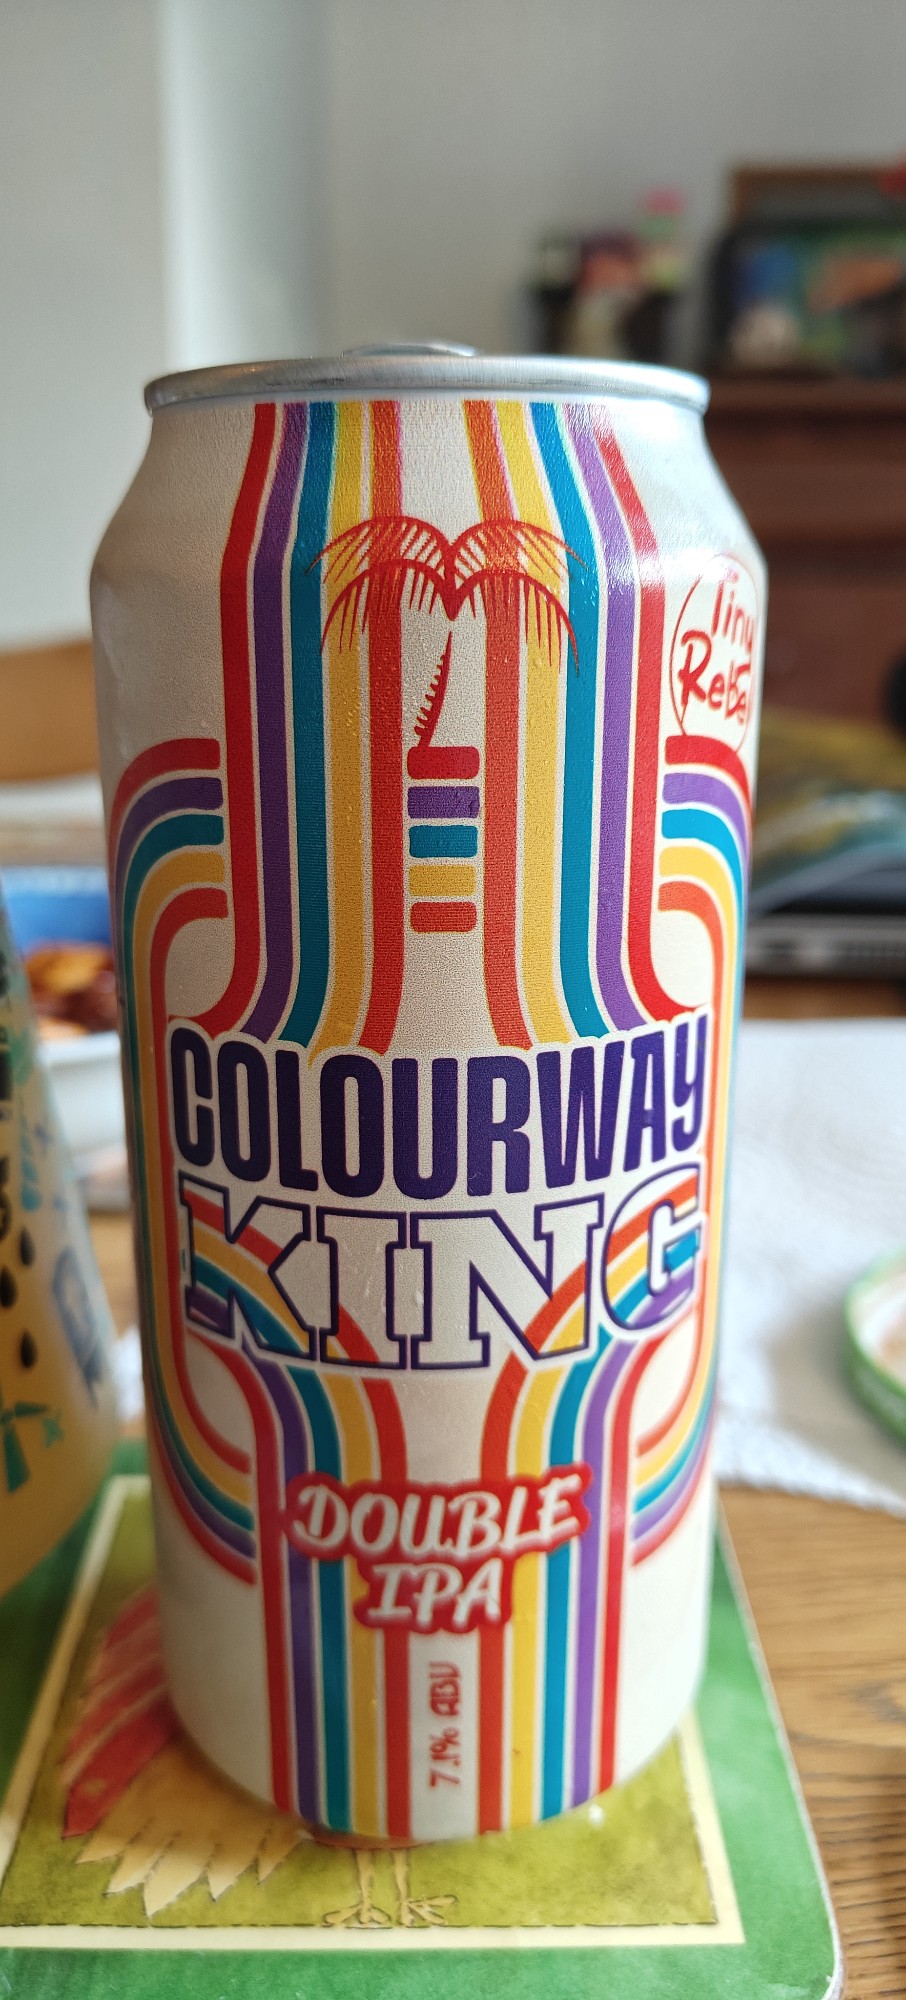 Tiny
Rebel
COLOURWAY
KING
DOUBLE
IPA
7.1% ABV